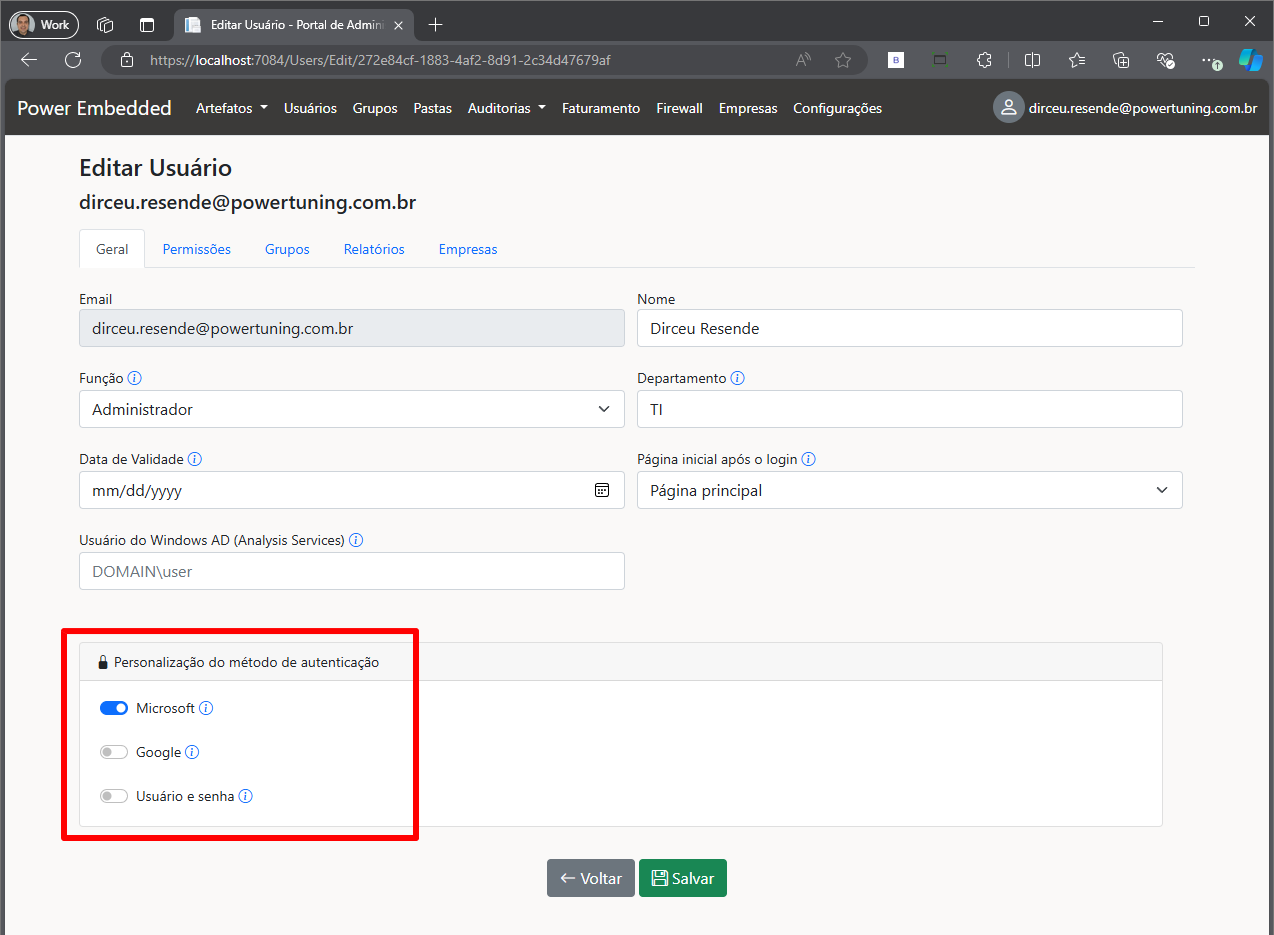 Work
Editar Usuário - Portal de Admini
https://localhost:7084/Users/Edit/272e84cf-1883-4af2-8d91-2c34d47679af
Power Embedded Artefatos Usuários Grupos Pastas Auditorias Faturamento Firewall Empresas Configurações dirceu.resende@powertuning.com.br
Editar Usuário
dirceu.resende@powertuning.com.br
Geral Permissões Grupos Relatórios Empresas
Email Nome
dirceu.resende@powertuning.com.br Dirceu Resende
Função Departamento
Administrador TI
Data de Validade Página inicial após o login
mm/dd/yyyy Página principal
Usuário do Windows AD (Analysis Services)
DOMAIN\user
Personalização do método de autenticação
Microsoft
Google
Usuário e senha
Voltar Salvar